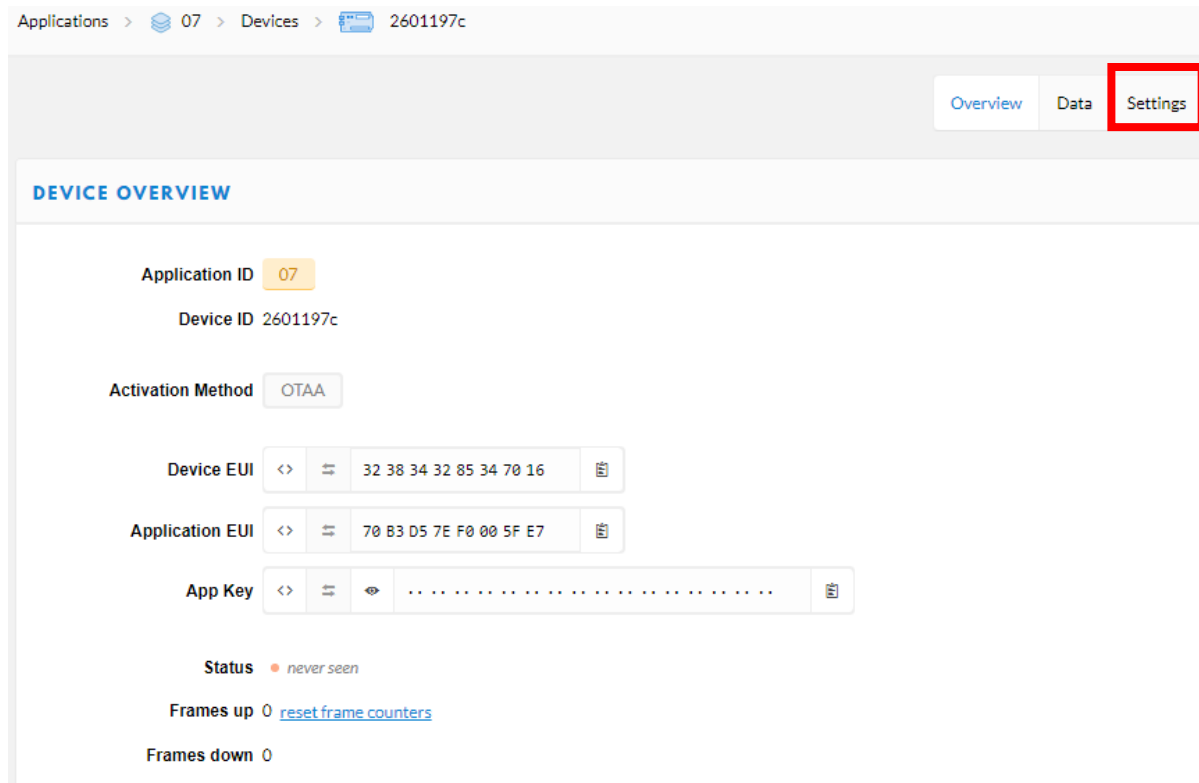 Applications > 07 > Devices > 2601197c
Overview Data Settings
DEVICE OVERVIEW
Application ID 07
Device ID 2601197c
Activation Method OTAA
Device EUI <> 32 38 34 32 85 34 70 16
Application EUI <> 70 B3 D5 7E F0 00 5F E7
App Key <> .. .. .. .. .. .. .. .. .. .. .. .. .. .. .. ..
Status never seen
Frames up 0 reset frame counters
Frames down 0